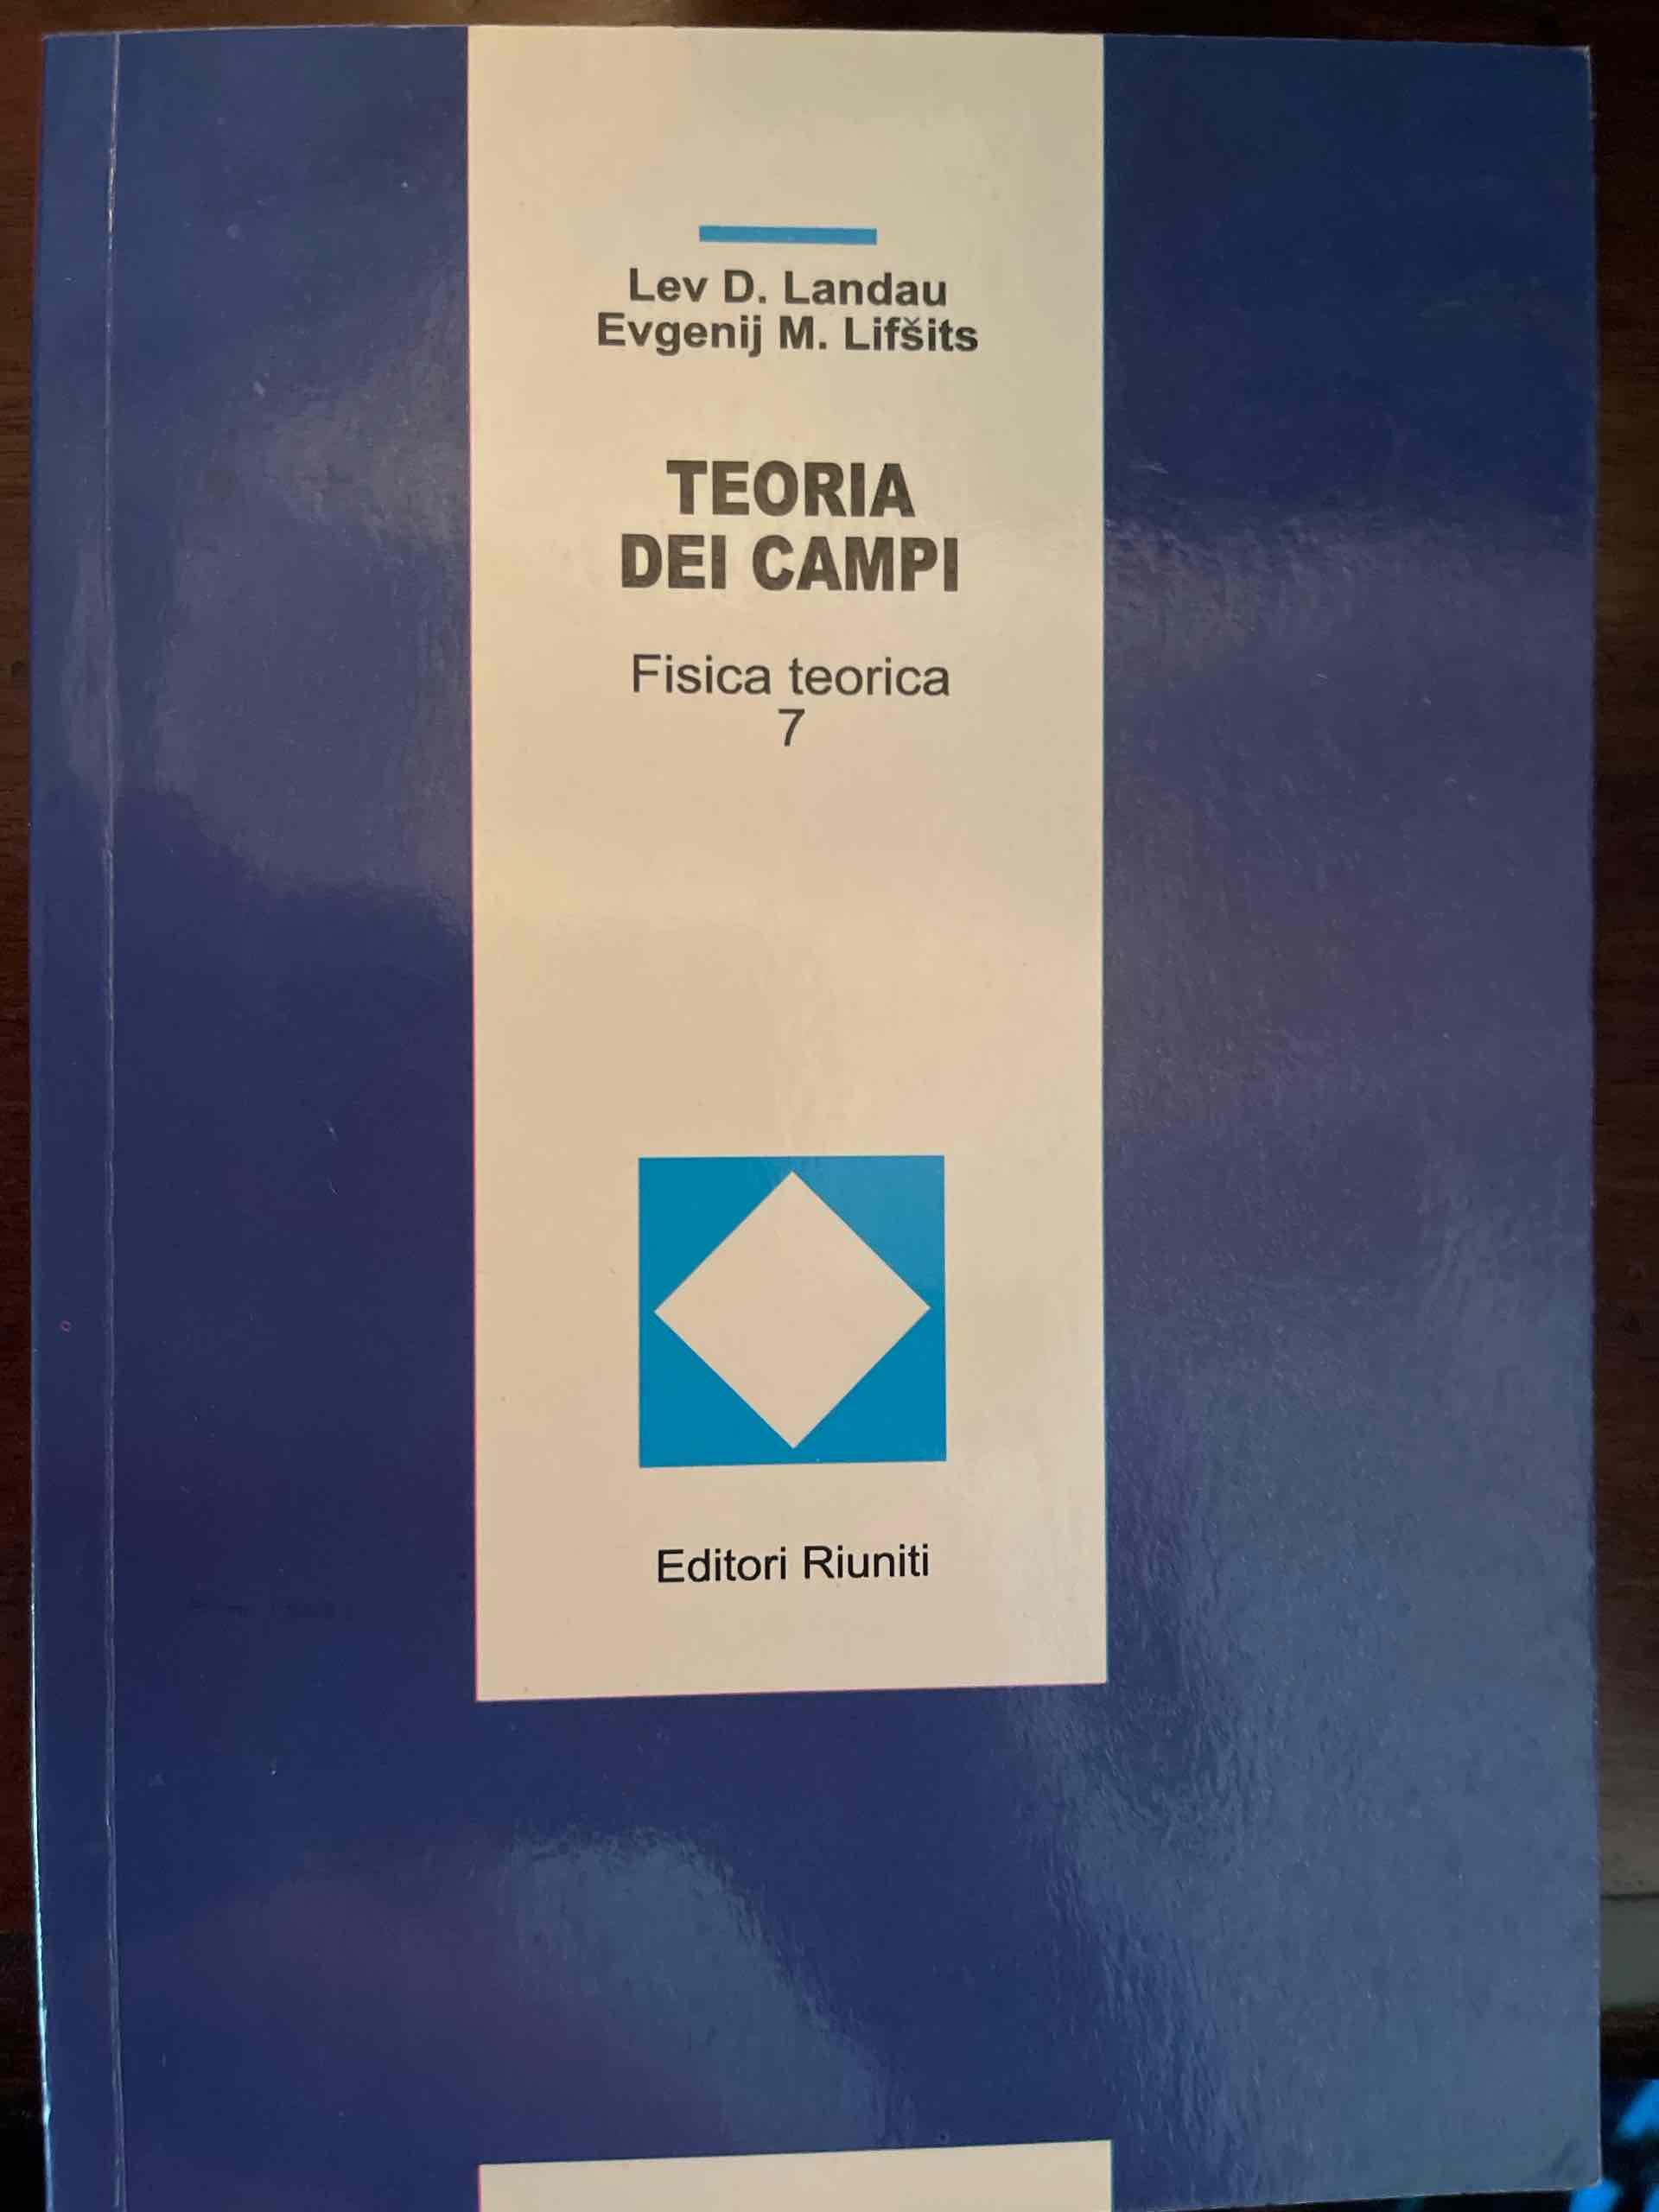 Lev D. Landau
Evgenij M. Lifšits
TEORIA
DEI CAMPI
Fisica teorica
7
Editori Riuniti